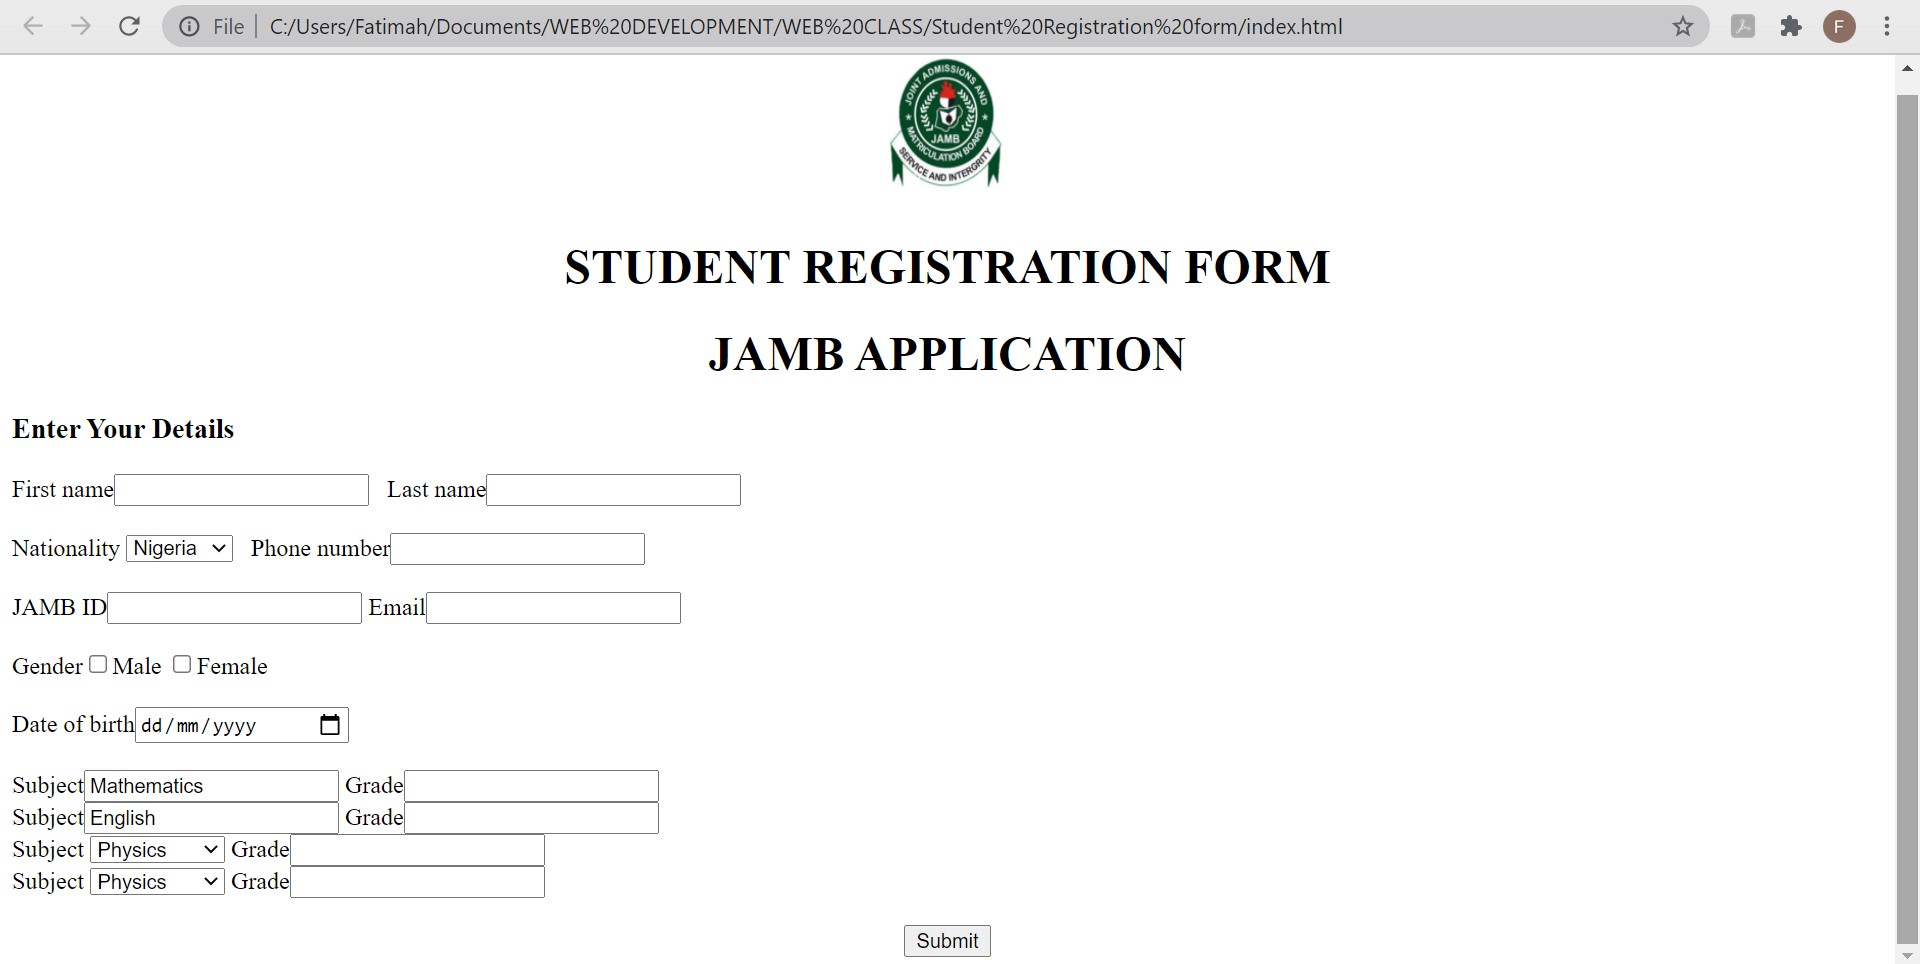 File C:/Users/Fatimah/Documents/WEB%20DEVELOPMENT/WEB%20CLASS/Student%20Registration%20form/index.html
F
JOINT ADMISSIONS AND
MATRICULATION BOARD
JAMB
SERVICE AND INTERGRITY
STUDENT REGISTRATION FORM
JAMB APPLICATION
Enter Your Details
First name Last name
Nationality Nigeria Phone number
JAMB ID Email
Gender Male Female
Date of birth dd/mm/yyyy
Subject Mathematics Grade
Subject English Grade
Subject Physics Grade
Subject Physics Grade
Submit